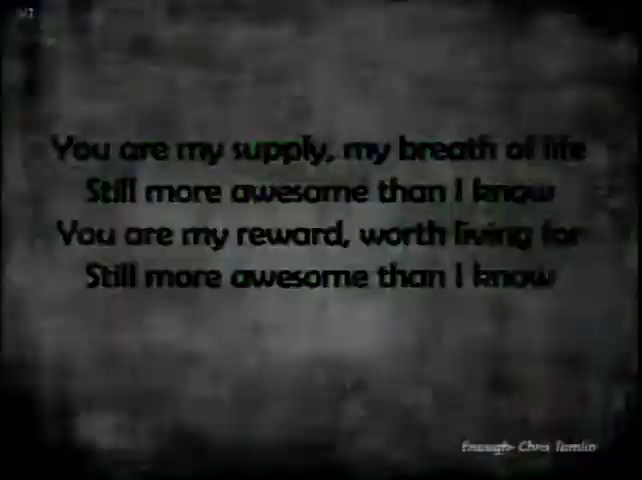 V1
You are my supply, my breath of life
Still more awesome than I know
You are my reward, worth living for
Still more awesome than I know
Enough- Chris Tomlin